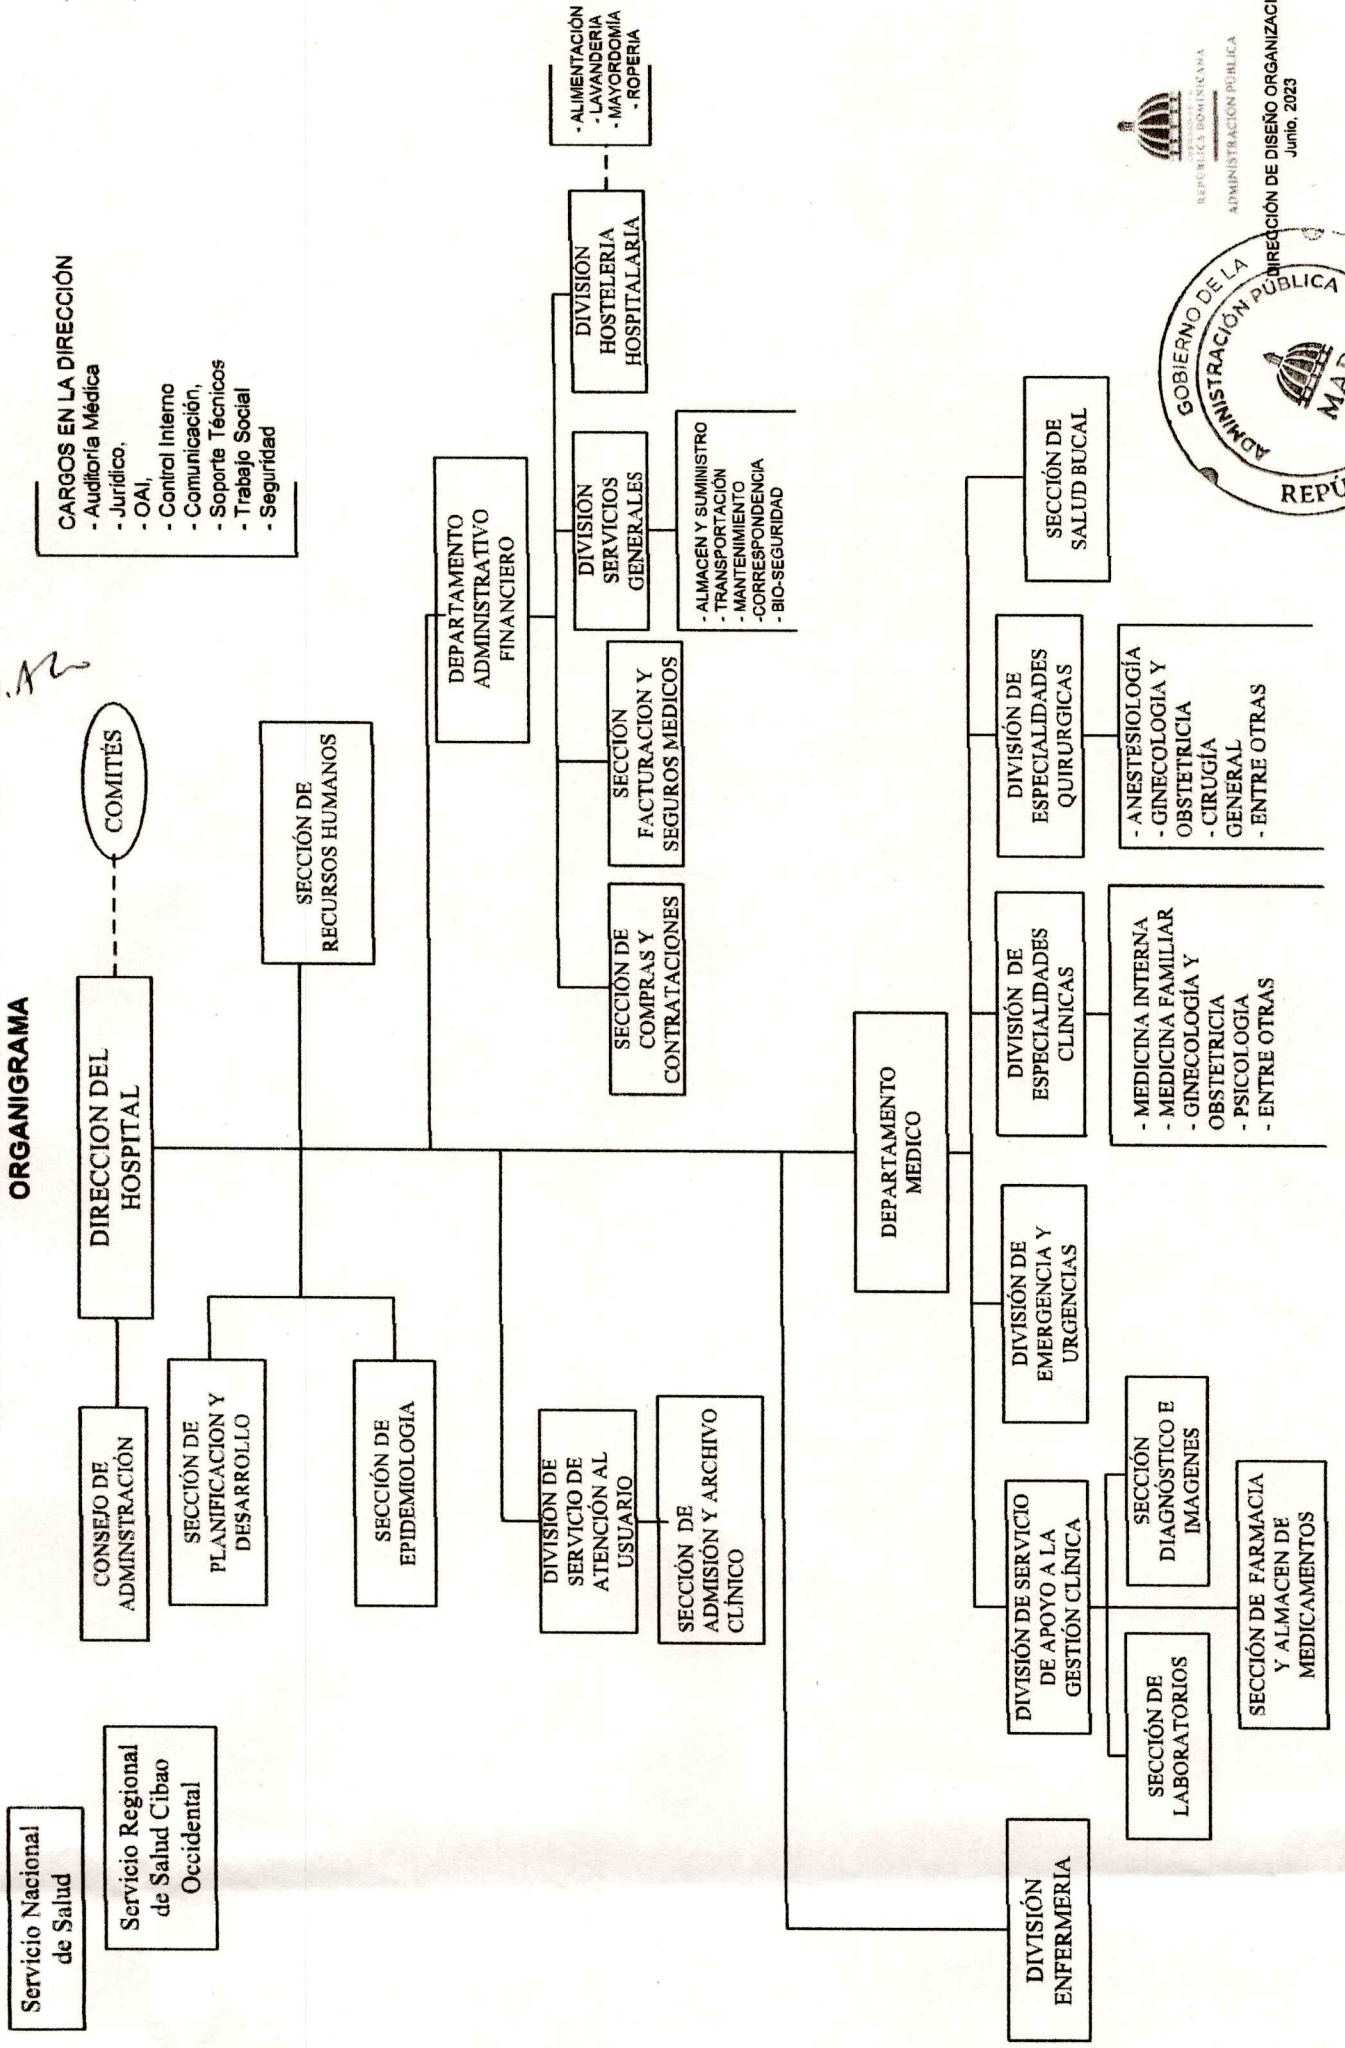 ORGANIGRAMA
Servicio Nacional
de Salud
Servicio Regional
de Salud Cibao
Occidental
CONSEJO DE
ADMINSTRACIÓN
DIRECCION DEL
HOSPITAL
COMITÉS
CARGOS EN LA DIRECCIÓN
- Auditoría Médica
- Jurídico,
- OAI,
- Control Interno
- Comunicación,
- Soporte Técnicos
- Trabajo Social
- Seguridad
SECCIÓN DE
PLANIFICACION Y
DESARROLLO
SECCIÓN DE
EPIDEMIOLOGIA
SECCIÓN DE
RECURSOS HUMANOS
DIVISIÓN DE
SERVICIO DE
ATENCIÓN AL
USUARIO
SECCIÓN DE
ADMISIÓN Y ARCHIVO
CLÍNICO
DEPARTAMENTO
ADMINISTRATIVO
FINANCIERO
SECCIÓN DE
COMPRAS Y
CONTRATACIONES
SECCIÓN
FACTURACION Y
SEGUROS MEDICOS
DIVISIÓN
SERVICIOS
GENERALES
- ALMACEN Y SUMINISTRO
- TRANSPORTACIÓN
- MANTENIMIENTO
-CORRESPONDENCIA
- BIO-SEGURIDAD
DIVISIÓN
HOSTELERIA
HOSPITALARIA
- ALIMENTACIÓN
- LAVANDERIA
- MAYORDOMÍA
- ROPERIA
DEPARTAMENTO
MEDICO
DIVISIÓN
ENFERMERIA
DIVISIÓN DE SERVICIO
DE APOYO A LA
GESTIÓN CLÍNICA
SECCIÓN DE
LABORATORIOS
SECCIÓN
DIAGNÓSTICO E
IMAGENES
SECCIÓN DE FARMACIA
Y ALMACEN DE
MEDICAMENTOS
DIVISIÓN DE
EMERGENCIA Y
URGENCIAS
DIVISIÓN DE
ESPECIALIDADES
CLINICAS
- MEDICINA INTERNA
- MEDICINA FAMILIAR
- GINECOLOGÍA Y
OBSTETRICIA
- PSICOLOGIA
- ENTRE OTRAS
DIVISIÓN DE
ESPECIALIDADES
QUIRURGICAS
- ANESTESIOLOGÍA
- GINECOLOGIA Y
OBSTETRICIA
- CIRUGÍA
GENERAL
- ENTRE OTRAS
SECCIÓN DE
SALUD BUCAL
REPÚBLICA DOMINICANA
ADMINISTRACIÓN PÚBLICA
DIRECCIÓN DE DISEÑO ORGANIZACI
Junio, 2023
GOBIERNO DE LA
ADMINISTRACIÓN PÚBLICA